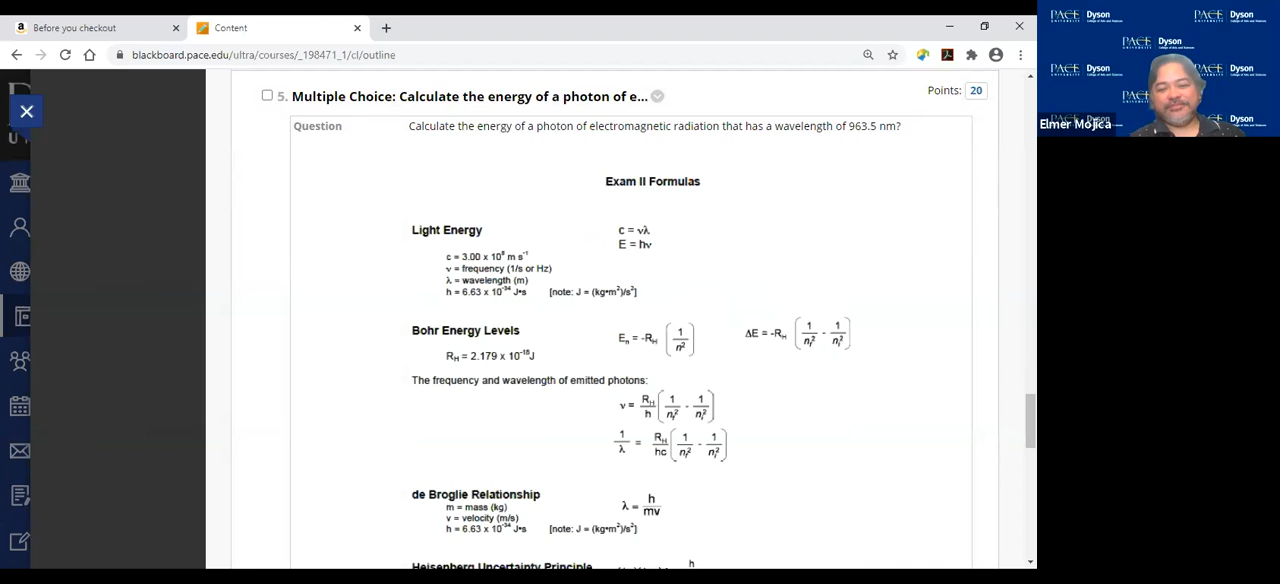 Before you checkout
Content
blackboard.pace.edu/ultra/courses/_198471_1/cl/outline
5. Multiple Choice: Calculate the energy of a photon of e...
Points: 20
Question
Calculate the energy of a photon of electromagnetic radiation that has a wavelength of 963.5 nm?
Exam II Formulas
Light Energy
c = νλ
E = hν
c = 3.00 x 10⁸ m s⁻¹
ν = frequency (1/s or Hz)
λ = wavelength (m)
h = 6.63 x 10⁻³⁴ J•s [note: J = (kg•m²)/s²]
Bohr Energy Levels
Eₙ = -R_H (1/n²)
ΔE = -R_H (1/n_f² - 1/n_i²)
R_H = 2.179 x 10⁻¹⁸J
The frequency and wavelength of emitted photons:
ν = R_H/h (1/n_f² - 1/n_i²)
1/λ = R_H/hc (1/n_f² - 1/n_i²)
de Broglie Relationship
m = mass (kg)
v = velocity (m/s)
h = 6.63 x 10⁻³⁴ J•s [note: J = (kg•m²)/s²]
λ = h/mv
Heisenberg Uncertainty Principle
h
PACE UNIVERSITY Dyson College of Arts and Sciences
Elmer Mojica